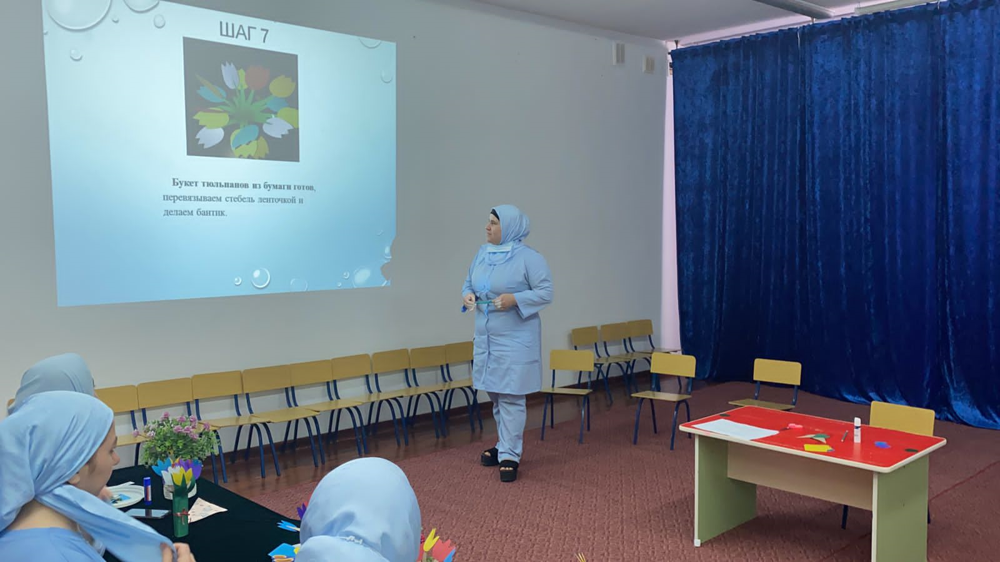 ШАГ 7
Букет тюльпанов из бумаги готов,
перевязываем стебель ленточкой и
делаем бантик.